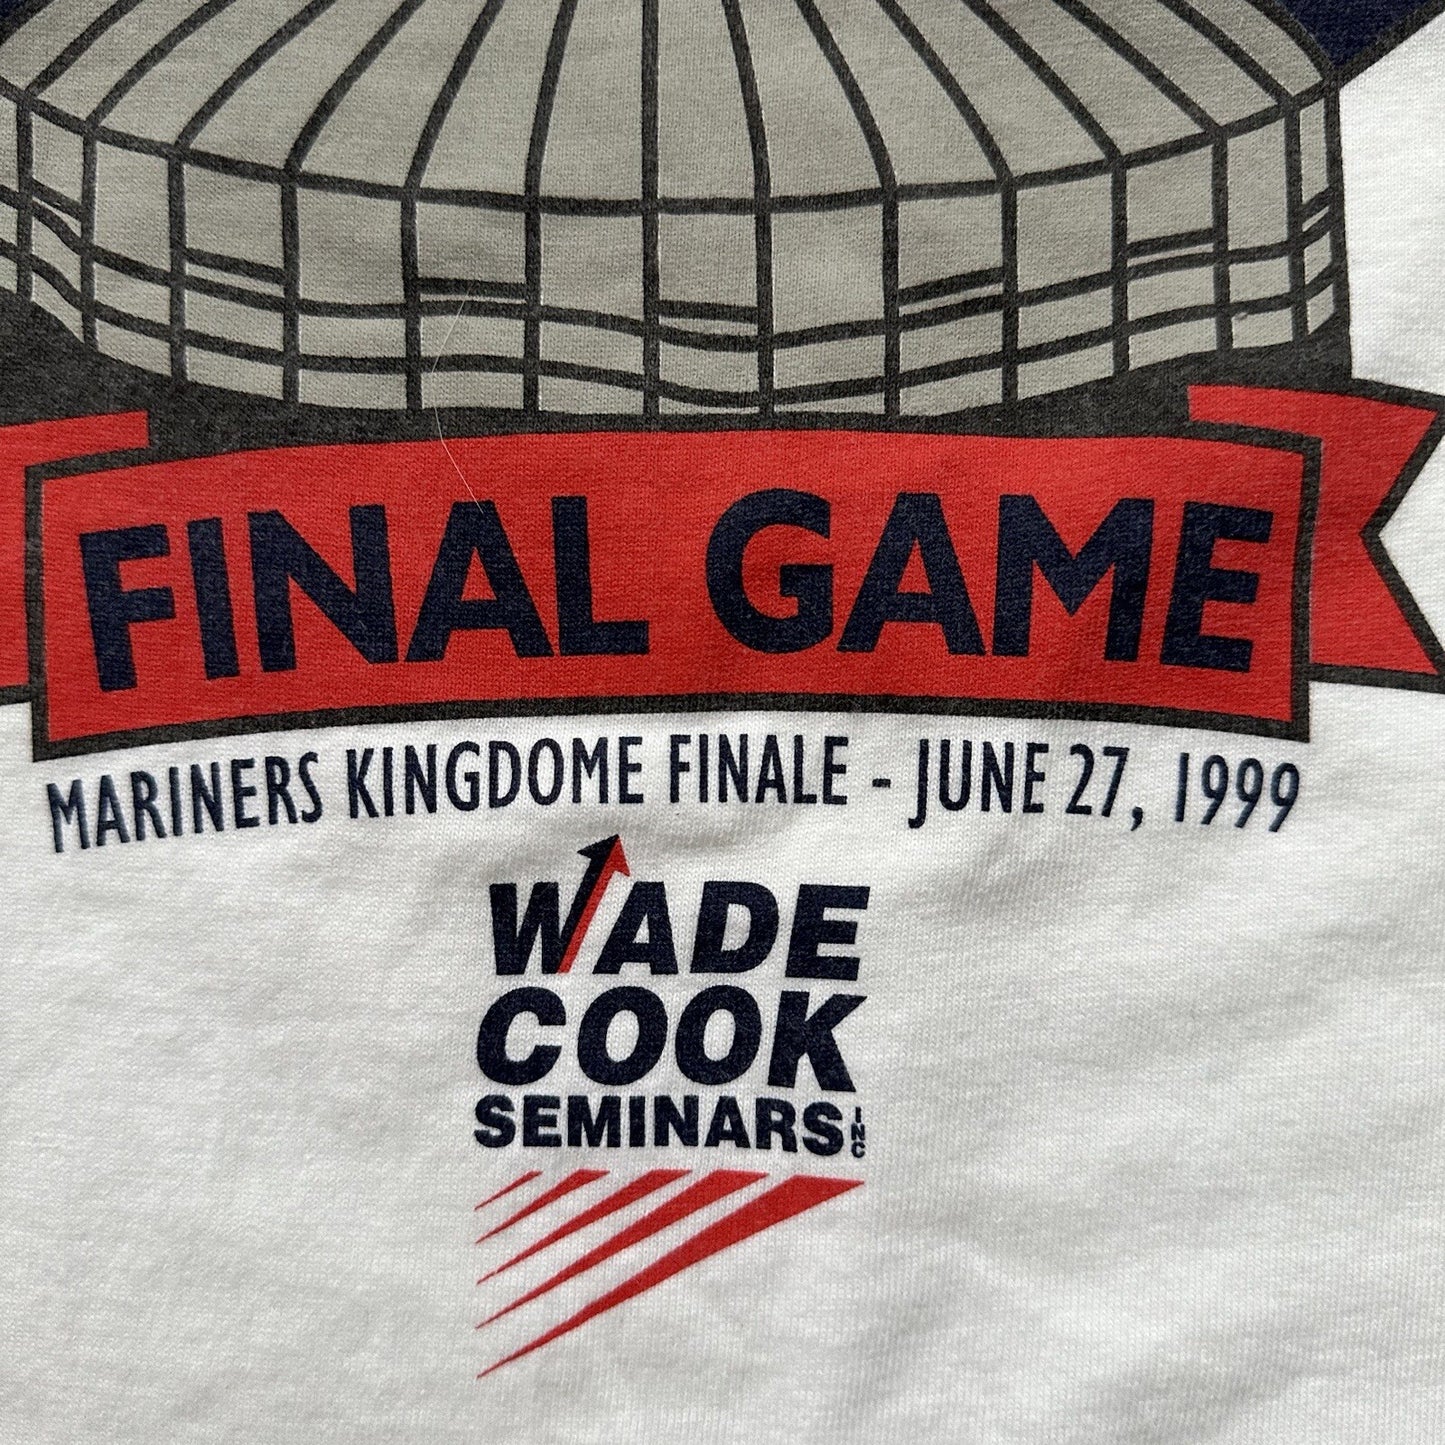 FINAL GAME
MARINERS KINGDOME FINALE - JUNE 27, 1999
WADE
COOK
SEMINARS INC